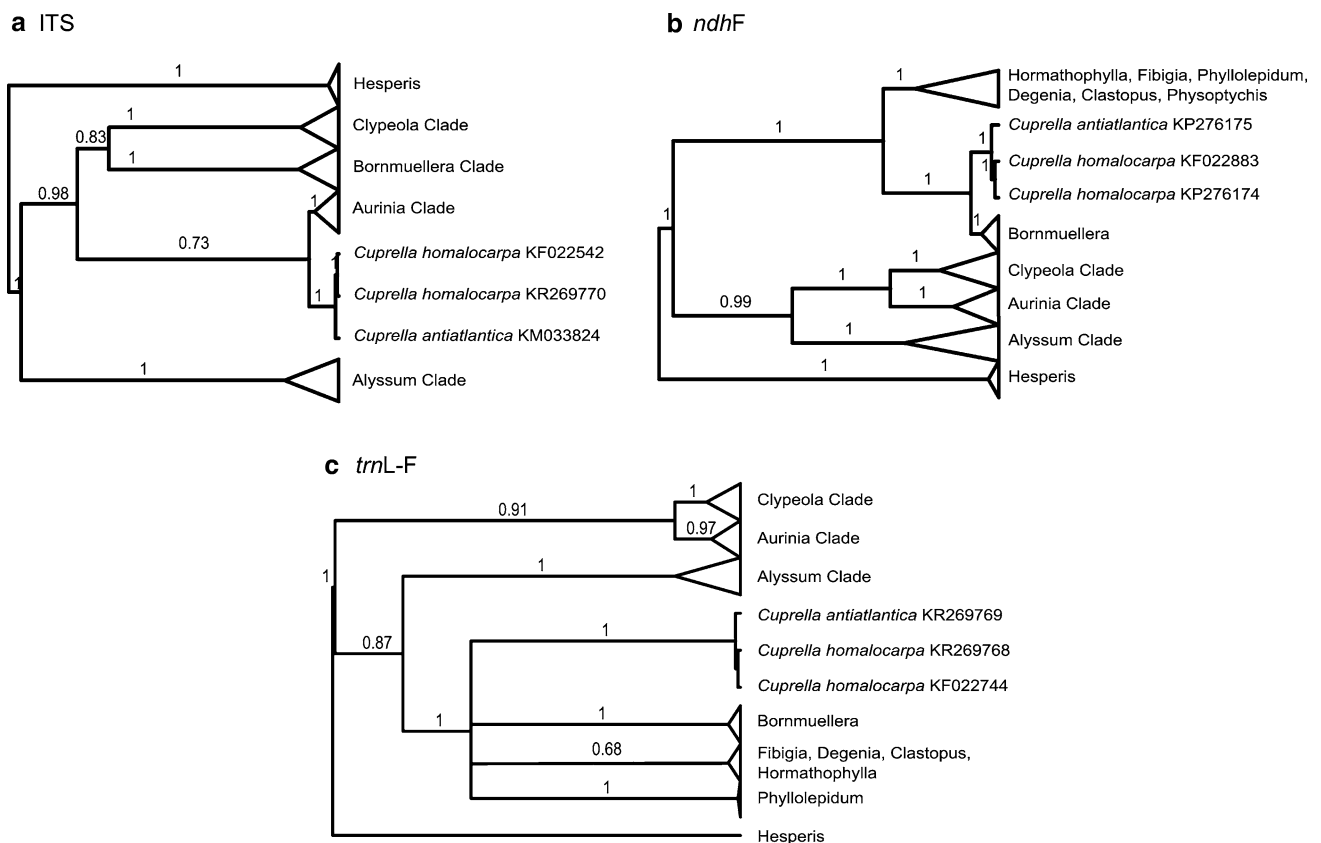 a ITS
1
Hesperis
1
Clypeola Clade
0.83
1
Bornmuellera Clade
0.98
1
Aurinia Clade
0.73
Cuprella homalocarpa KF022542
1
1
Cuprella homalocarpa KR269770
1
Cuprella antiatlantica KM033824
1
Alyssum Clade
b ndhF
1
Hormathophylla, Fibigia, Phyllolepidum,
Degenia, Clastopus, Physoptychis
1
Cuprella antiatlantica KP276175
1
1
Cuprella homalocarpa KF022883
1
Cuprella homalocarpa KP276174
1
1
Bornmuellera
1
Clypeola Clade
1
1
Aurinia Clade
0.99
1
Alyssum Clade
1
Hesperis
c trnL-F
1
Clypeola Clade
0.91
0.97
Aurinia Clade
1
Alyssum Clade
1
Cuprella antiatlantica KR269769
1
Cuprella homalocarpa KR269768
0.87
Cuprella homalocarpa KF022744
1
1
Bornmuellera
0.68
Fibigia, Degenia, Clastopus,
Hormathophylla
1
Phyllolepidum
Hesperis